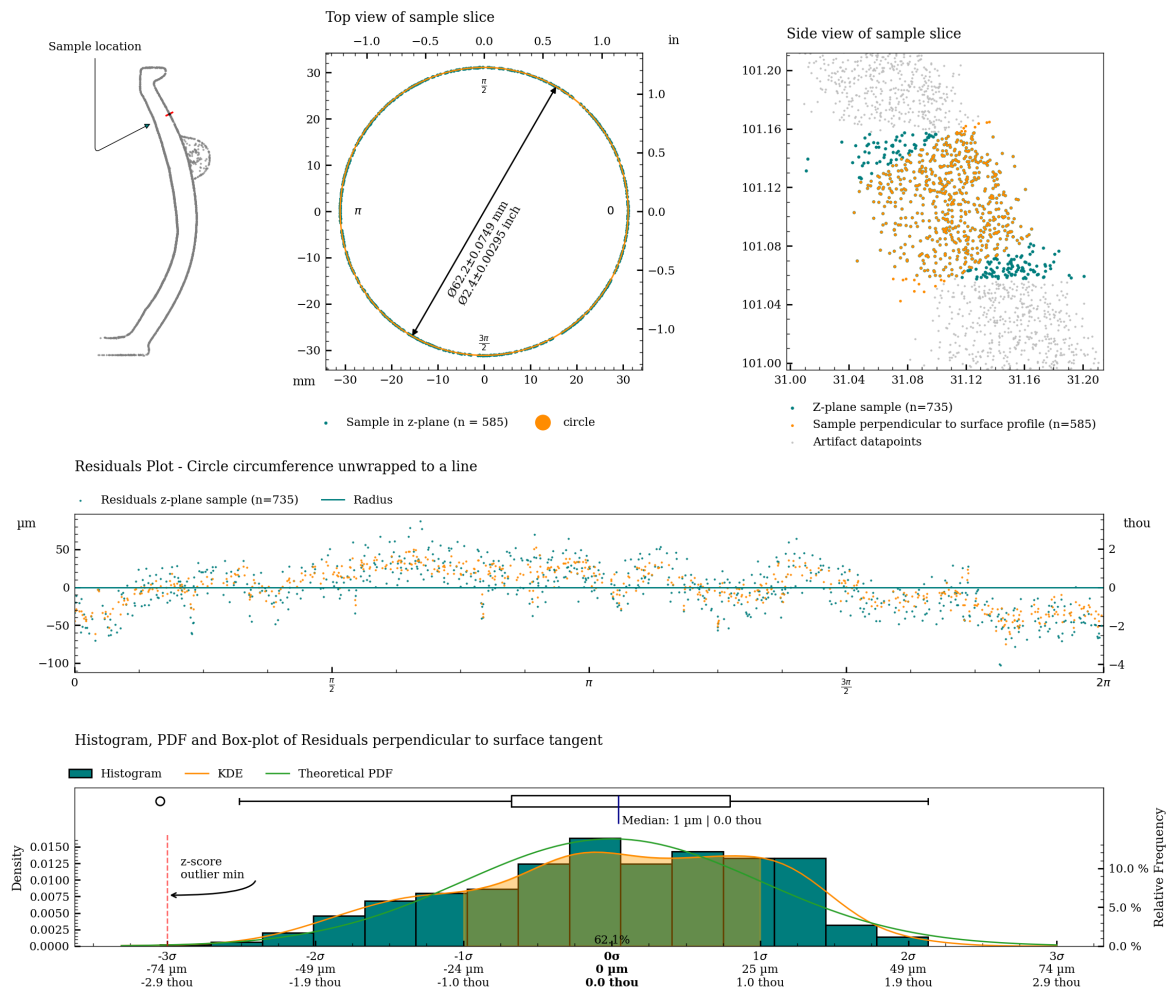 Top view of sample slice
Sample location
−1.0 −0.5 0.0 0.5 1.0 in
30
20
10
0
−10
−20
−30
mm
π/2
π
0
3π/2
Ø62.2±0.0749 mm
Ø2.4±0.00295 inch
1.0
0.5
0.0
−0.5
−1.0
−30 −20 −10 0 10 20 30
Sample in z-plane (n = 585) circle
Side view of sample slice
101.20
101.16
101.12
101.08
101.04
101.00
31.00 31.04 31.08 31.12 31.16 31.20
Z-plane sample (n=735)
Sample perpendicular to surface profile (n=585)
Artifact datapoints
Residuals Plot - Circle circumference unwrapped to a line
Residuals z-plane sample (n=735) Radius
µm
50
0
−50
−100
thou
2
0
−2
−4
0 π/2 π 3π/2 2π
Histogram, PDF and Box-plot of Residuals perpendicular to surface tangent
Histogram KDE Theoretical PDF
Median: 1 µm | 0.0 thou
z-score
outlier min
Density
0.0150
0.0125
0.0100
0.0075
0.0050
0.0025
0.0000
62.1%
10.0 %
5.0 %
0.0 %
Relative Frequency
-3σ -2σ -1σ 0σ 1σ 2σ 3σ
-74 µm -49 µm -24 µm 0 µm 25 µm 49 µm 74 µm
-2.9 thou -1.9 thou -1.0 thou 0.0 thou 1.0 thou 1.9 thou 2.9 thou